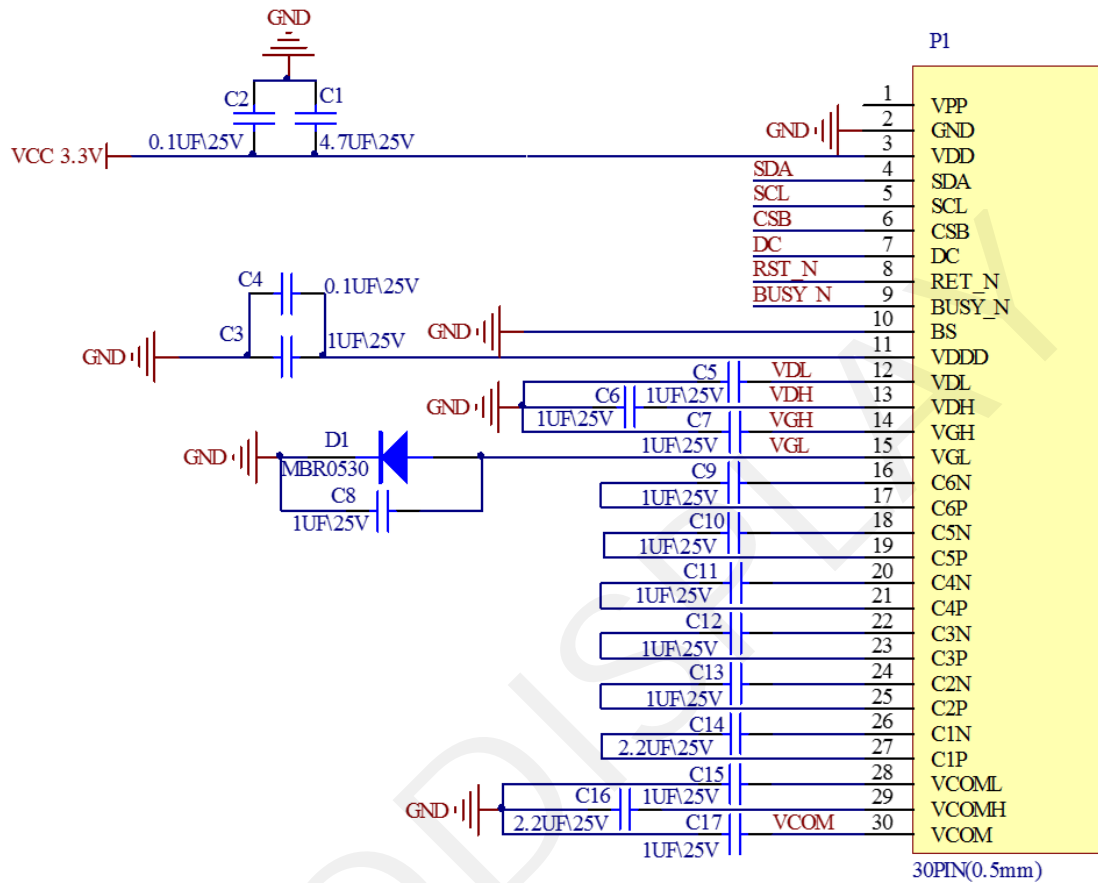 GND
P1
C2
C1
0.1UF\25V
4.7UF\25V
VCC 3.3V
GND
1
VPP
2
GND
3
VDD
SDA
4
SDA
SCL
5
SCL
CSB
6
CSB
DC
7
DC
RST_N
8
RET_N
BUSY_N
9
BUSY_N
10
BS
11
VDDD
C4
0.1UF\25V
C3
1UF\25V
GND
GND
C5
VDL
12
VDL
1UF\25V
C6
VDH
13
VDH
GND
1UF\25V
C7
VGH
14
VGH
1UF\25V
VGL
15
VGL
D1
GND
MBR0530
C8
1UF\25V
C9
16
C6N
1UF\25V
17
C6P
C10
18
C5N
1UF\25V
19
C5P
C11
20
C4N
1UF\25V
21
C4P
C12
22
C3N
1UF\25V
23
C3P
C13
24
C2N
1UF\25V
25
C2P
C14
26
C1N
2.2UF\25V
27
C1P
C15
28
VCOML
1UF\25V
C16
29
VCOMH
GND
2.2UF\25V
C17
VCOM
30
VCOM
1UF\25V
30PIN(0.5mm)
ODISPLAY